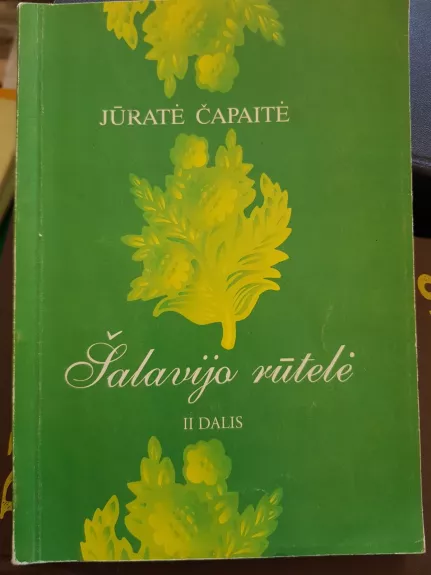 JŪRATĖ ČAPAITĖ
Šalavijo rūtelė
II DALIS